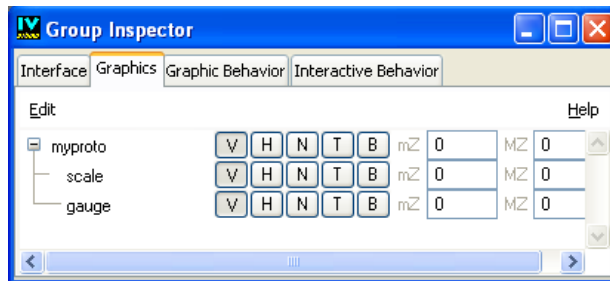 IV Group Inspector
Interface Graphics Graphic Behavior Interactive Behavior
Edit Help
myproto V H N T B mZ 0 MZ 0
scale V H N T B mZ 0 MZ 0
gauge V H N T B mZ 0 MZ 0